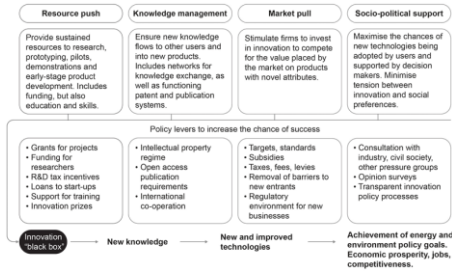 Resource push
Knowledge management
Market pull
Socio-political support
Provide sustained
resources to research,
prototyping, pilots,
demonstrations and
early-stage product
development. Includes
funding, but also
education and skills.
Ensure new knowledge
flows to other users and
into new products.
Includes networks for
knowledge exchange, as
well as functioning
patent and publication
systems.
Stimulate firms to invest
in innovation to compete
for the value placed by
the market on products
with novel attributes.
Maximise the chances of
new technologies being
adopted by users and
supported by decision
makers. Minimise
tension between
innovation and social
preferences.
Policy levers to increase the chance of success
• Grants for projects
• Funding for
researchers
• R&D tax incentives
• Loans to start-ups
• Support for training
• Innovation prizes
• Intellectual property
regime
• Open access
publication
requirements
• International
co-operation
• Targets, standards
• Subsidies
• Taxes, fees, levies
• Removal of barriers to
new entrants
• Regulatory
environment for new
businesses
• Consultation with
industry, civil society,
other pressure groups
• Opinion surveys
• Transparent innovation
policy processes
Innovation
"black box"
New knowledge
New and improved
technologies
Achievement of energy and
environment policy goals.
Economic prosperity, jobs,
competitiveness.